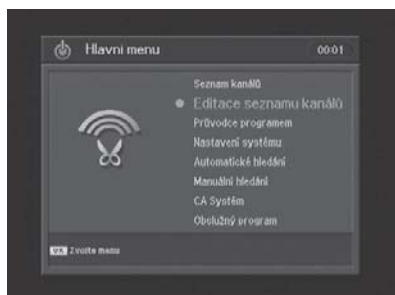 Hlavní menu
00:01
Seznam kanálů
Editace seznamu kanálů
Průvodce programem
Nastavení systému
Automatické hledání
Manuální hledání
CA Systém
Obslužný program
OK Zvolte menu